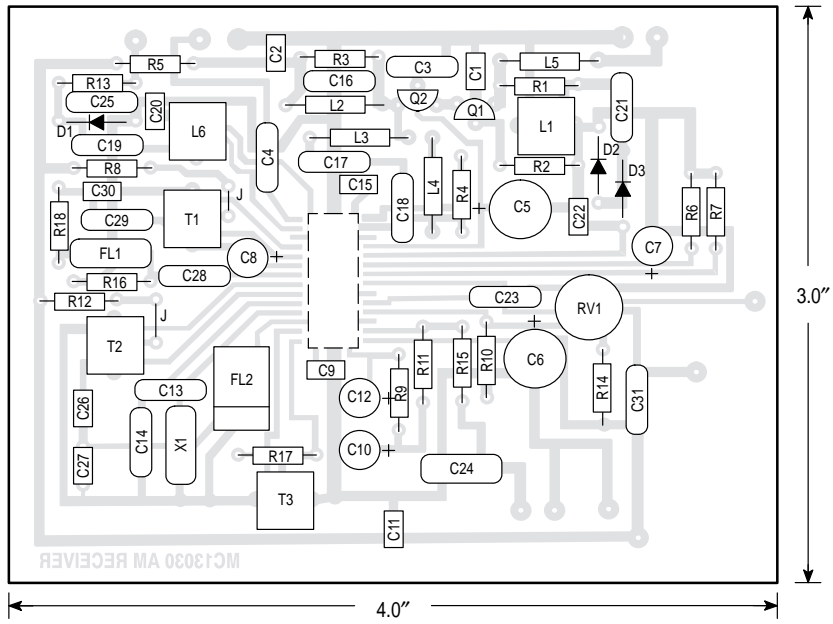 C2
R5
R3
C3
C1
L5
R13
C16
R1
C25
C20
L2
Q2
Q1
C21
D1
L6
L1
C19
C4
L3
D2
R8
C17
R2
D3
C30
C15
L4
R4
J
C18
+
C5
C22
R6
R7
R18
C29
T1
FL1
C8
+
C7
+
R16
C28
R12
C23
RV1
3.0″
J
+
T2
C6
R11
R15
R10
C9
FL2
R9
R14
C31
C13
C12
+
C26
C14
X1
C10
+
C27
R17
C24
T3
C11
MC13030 AM RECEIVER
4.0″